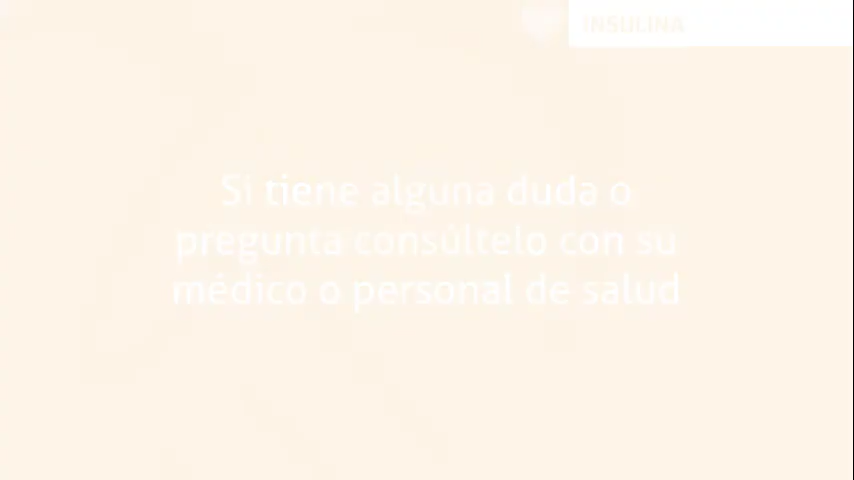 INSULINA
Si tiene alguna duda o
pregunta consúltelo con su
médico o personal de salud